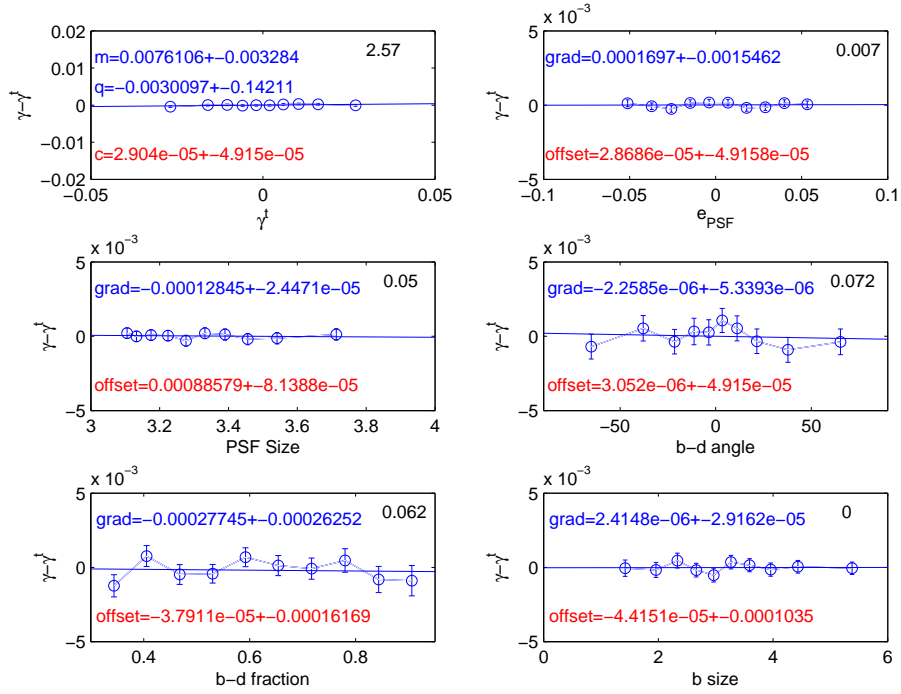 0.02
0.01
0
−0.01
−0.02
γ−γᵗ
m=0.0076106+−0.003284
2.57
q=−0.0030097+−0.14211
c=2.904e−05+−4.915e−05
−0.05
0
0.05
γᵗ
x 10⁻³
5
0
−5
γ−γᵗ
grad=0.0001697+−0.0015462
0.007
offset=2.8686e−05+−4.9158e−05
−0.1
−0.05
0
0.05
0.1
e_PSF
x 10⁻³
5
0
−5
γ−γᵗ
grad=−0.00012845+−2.4471e−05
0.05
offset=0.00088579+−8.1388e−05
3
3.2
3.4
3.6
3.8
4
PSF Size
x 10⁻³
5
0
−5
γ−γᵗ
grad=−2.2585e−06+−5.3393e−06
0.072
offset=3.052e−06+−4.915e−05
−50
0
50
b−d angle
x 10⁻³
5
0
−5
γ−γᵗ
grad=−0.00027745+−0.00026252
0.062
offset=−3.7911e−05+−0.00016169
0.4
0.6
0.8
b−d fraction
x 10⁻³
5
0
−5
γ−γᵗ
grad=2.4148e−06+−2.9162e−05
0
offset=−4.4151e−05+−0.0001035
0
2
4
6
b size